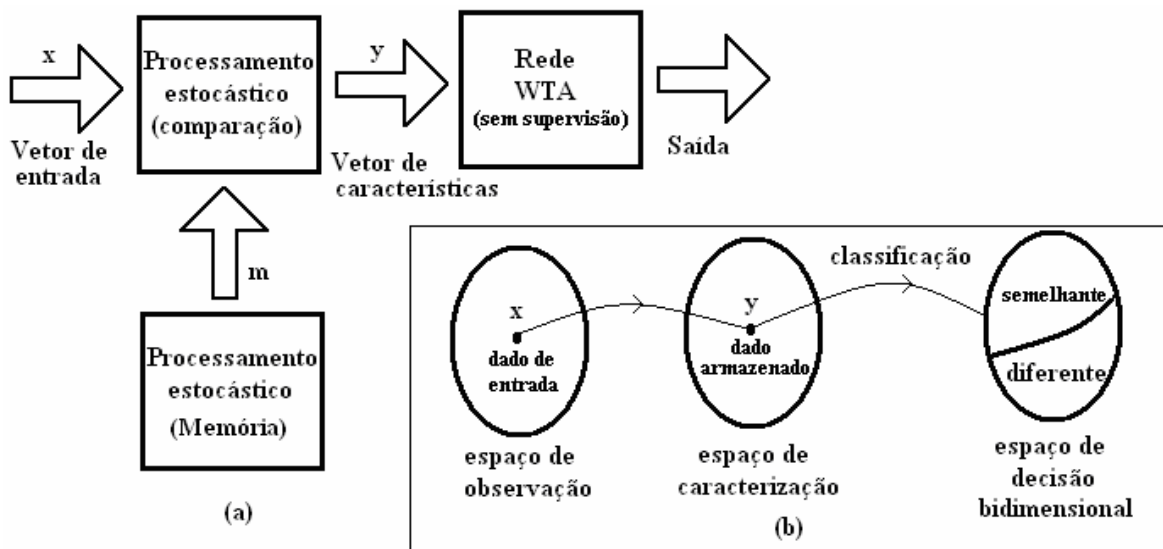 x
Vetor de
entrada
Processamento
estocástico
(comparação)
y
Vetor de
características
Rede
WTA
(sem supervisão)
Saída
m
Processamento
estocástico
(Memória)
(a)
x
dado de
entrada
espaço de
observação
y
dado
armazenado
espaço de
caracterização
classificação
semelhante
diferente
espaço de
decisão
bidimensional
(b)